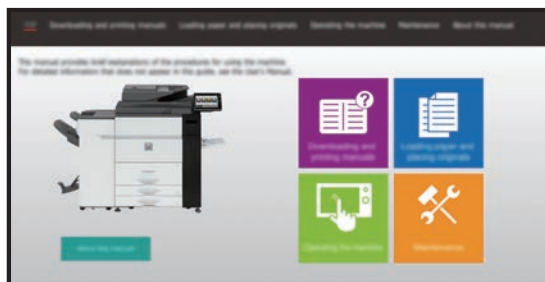 Downloading and printing manuals Loading paper and placing originals Operating the machine Maintenance About this manual
This manual provides brief explanations of the procedures for using the machine.
For detailed information that does not appear in this guide, see the User's Manual.
?
Downloading and
printing manuals
Loading paper and
placing originals
About this manual
Operating the machine
Maintenance